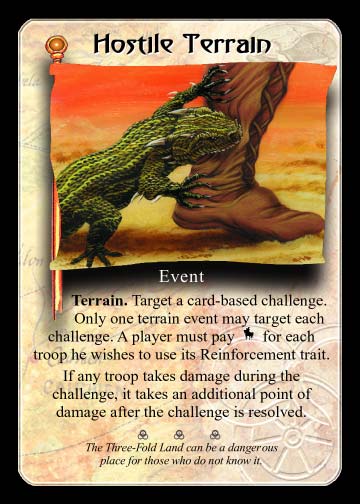 Hostile Terrain
Event
Terrain. Target a card-based challenge.
Only one terrain event may target each
challenge. A player must pay for each
troop he wishes to use its Reinforcement trait.
If any troop takes damage during the
challenge, it takes an additional point of
damage after the challenge is resolved.
The Three-Fold Land can be a dangerous
place for those who do not know it.